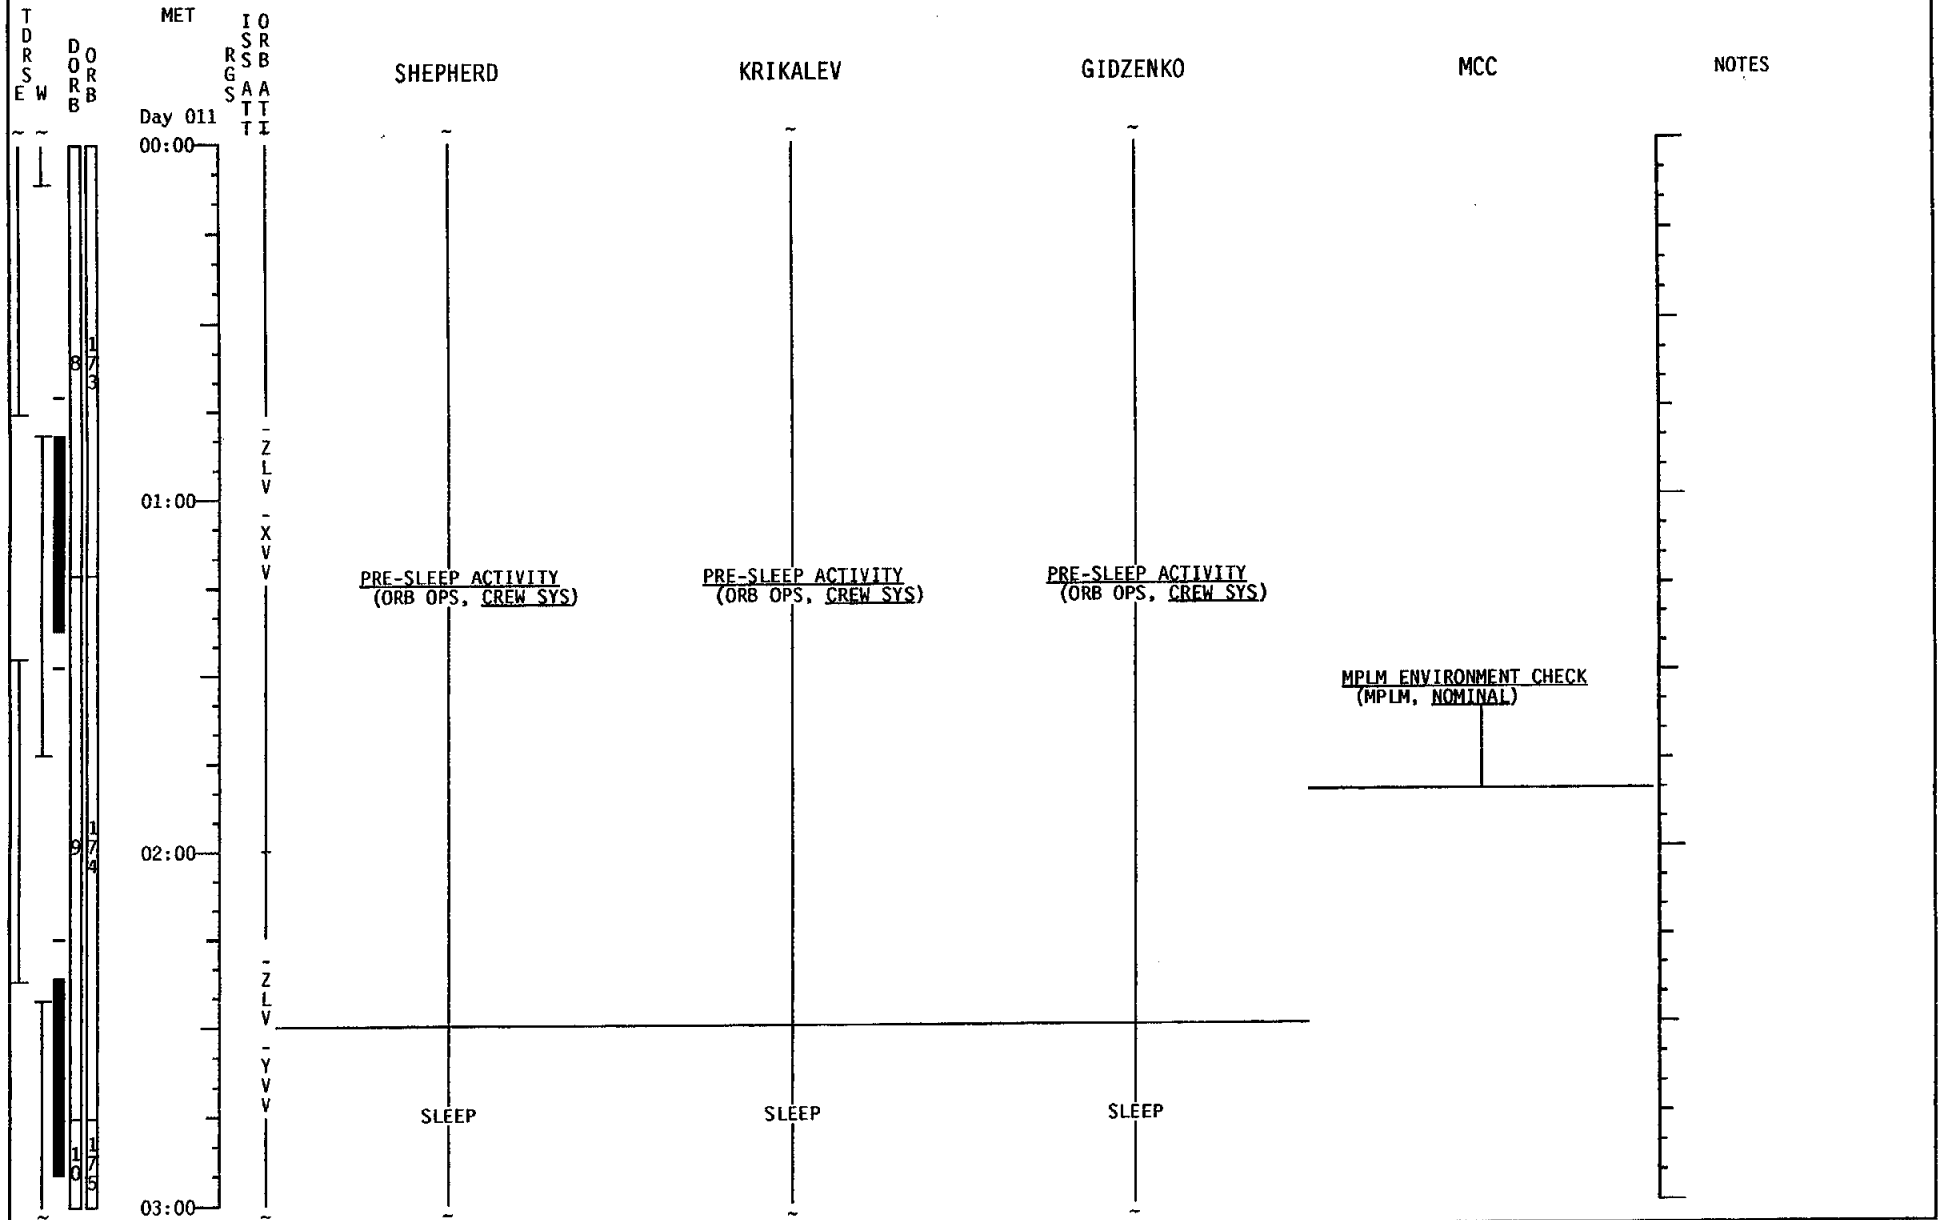 TDRS
E W
DORB
ORB
MET
RGS
ISS ATT
ORB ATT
SHEPHERD
KRIKALEV
GIDZENKO
MCC
NOTES
Day 011
00:00
8
173
-ZLV -XVV
01:00
PRE-SLEEP ACTIVITY
(ORB OPS, CREW SYS)
PRE-SLEEP ACTIVITY
(ORB OPS, CREW SYS)
PRE-SLEEP ACTIVITY
(ORB OPS, CREW SYS)
MPLM ENVIRONMENT CHECK
(MPLM, NOMINAL)
9
174
02:00
-ZLV -YVV
SLEEP
SLEEP
SLEEP
10
175
03:00